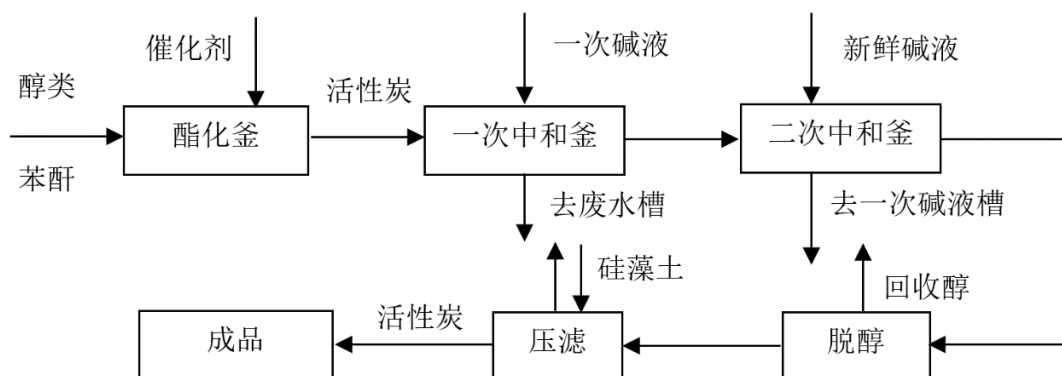 催化剂
一次碱液
新鲜碱液
醇类
活性炭
酯化釜
一次中和釜
二次中和釜
苯酐
去废水槽
去一次碱液槽
硅藻土
回收醇
活性炭
成品
压滤
脱醇